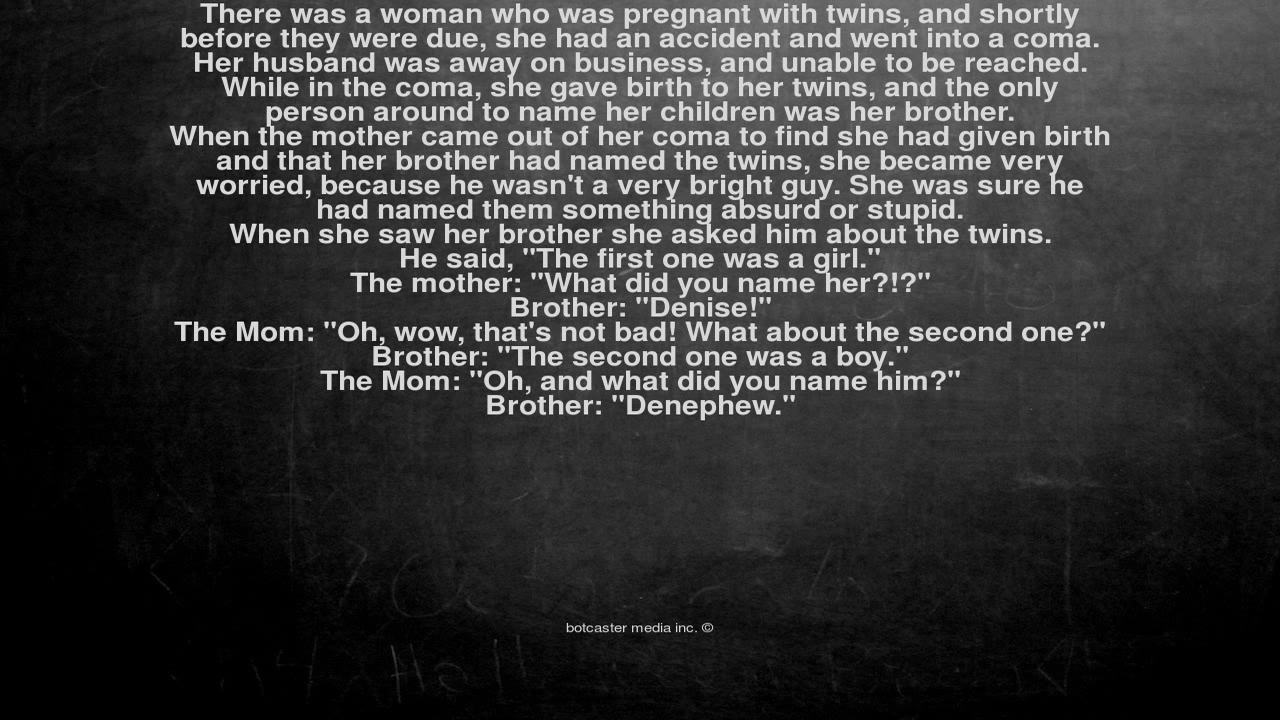 There was a woman who was pregnant with twins, and shortly
before they were due, she had an accident and went into a coma.
Her husband was away on business, and unable to be reached.
While in the coma, she gave birth to her twins, and the only
person around to name her children was her brother.
When the mother came out of her coma to find she had given birth
and that her brother had named the twins, she became very
worried, because he wasn't a very bright guy. She was sure he
had named them something absurd or stupid.
When she saw her brother she asked him about the twins.
He said, "The first one was a girl."
The mother: "What did you name her?!?"
Brother: "Denise!"
The Mom: "Oh, wow, that's not bad! What about the second one?"
Brother: "The second one was a boy."
The Mom: "Oh, and what did you name him?"
Brother: "Denephew."
botcaster media inc. ©